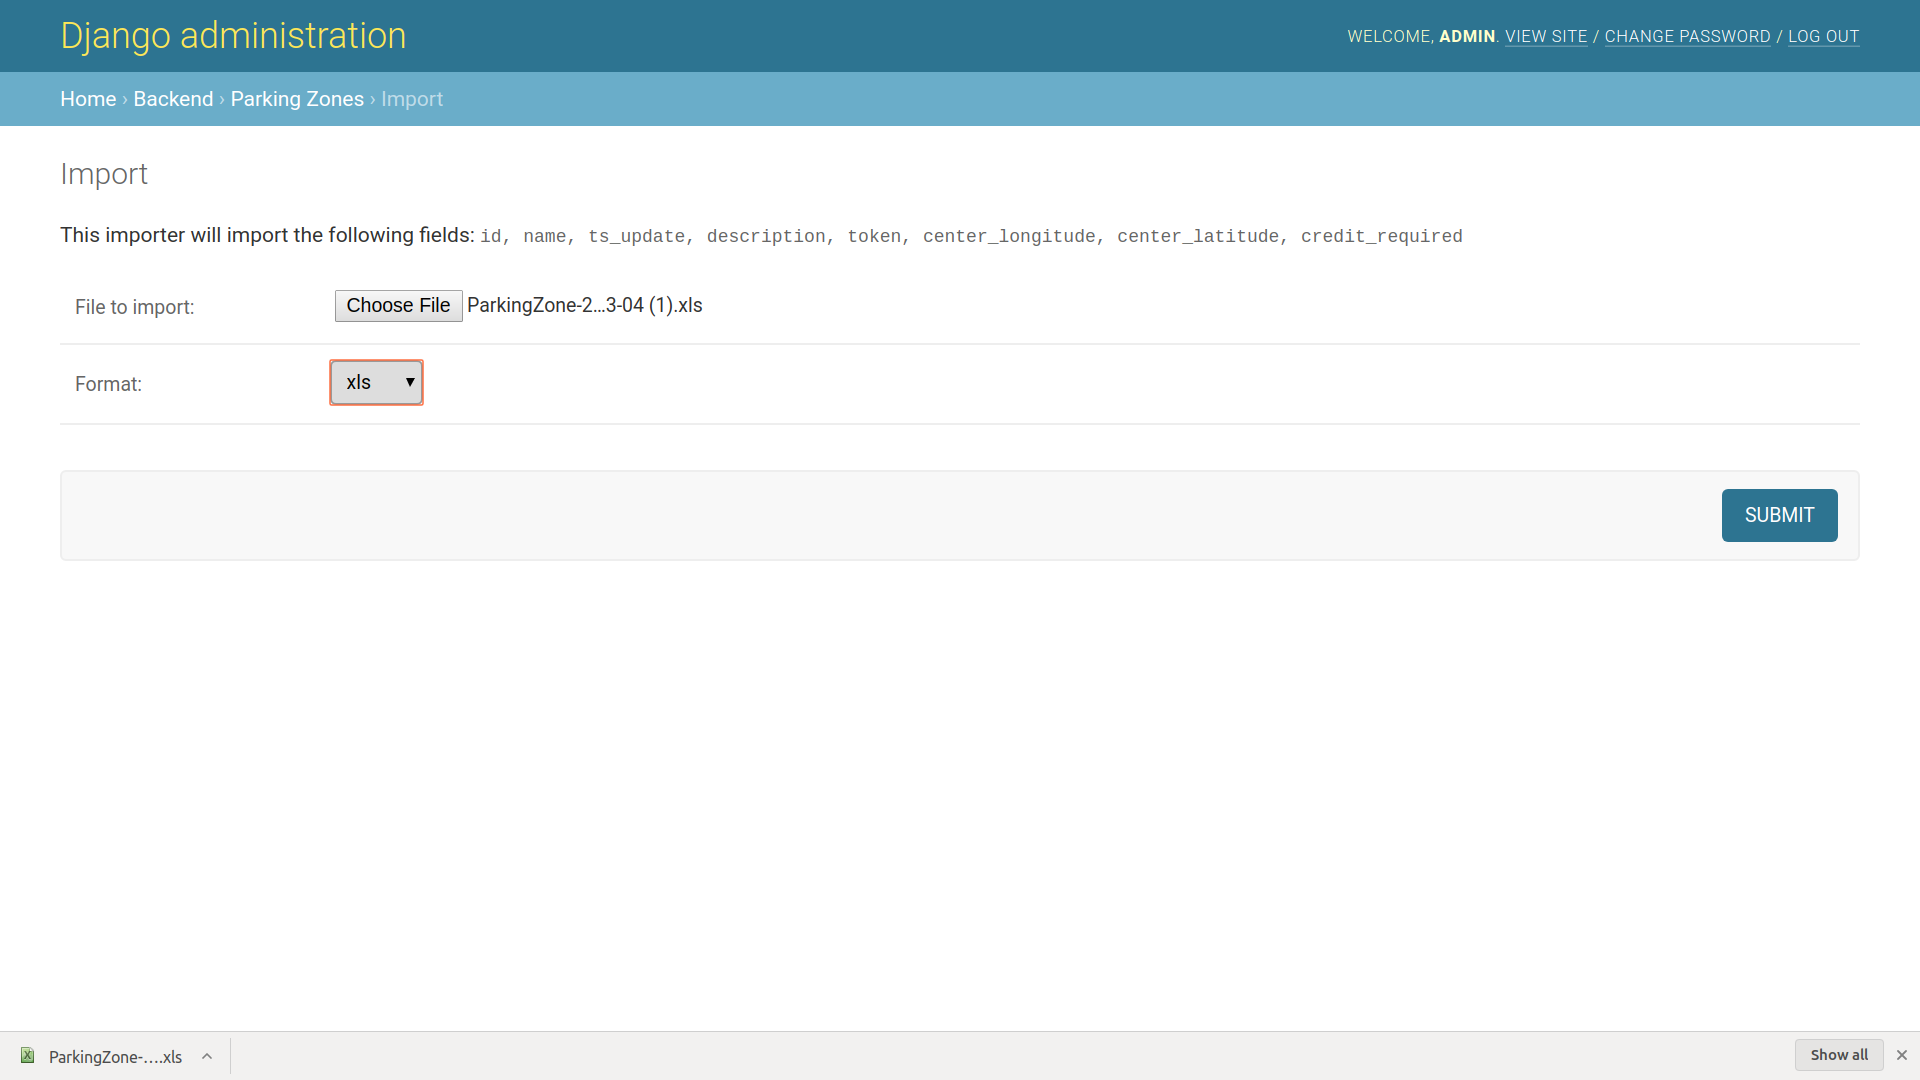 Django administration
WELCOME, ADMIN. VIEW SITE / CHANGE PASSWORD / LOG OUT
Home › Backend › Parking Zones › Import
Import
This importer will import the following fields: id, name, ts_update, description, token, center_longitude, center_latitude, credit_required
File to import: Choose File ParkingZone-2...3-04 (1).xls
Format: xls
SUBMIT
ParkingZone-....xls
Show all